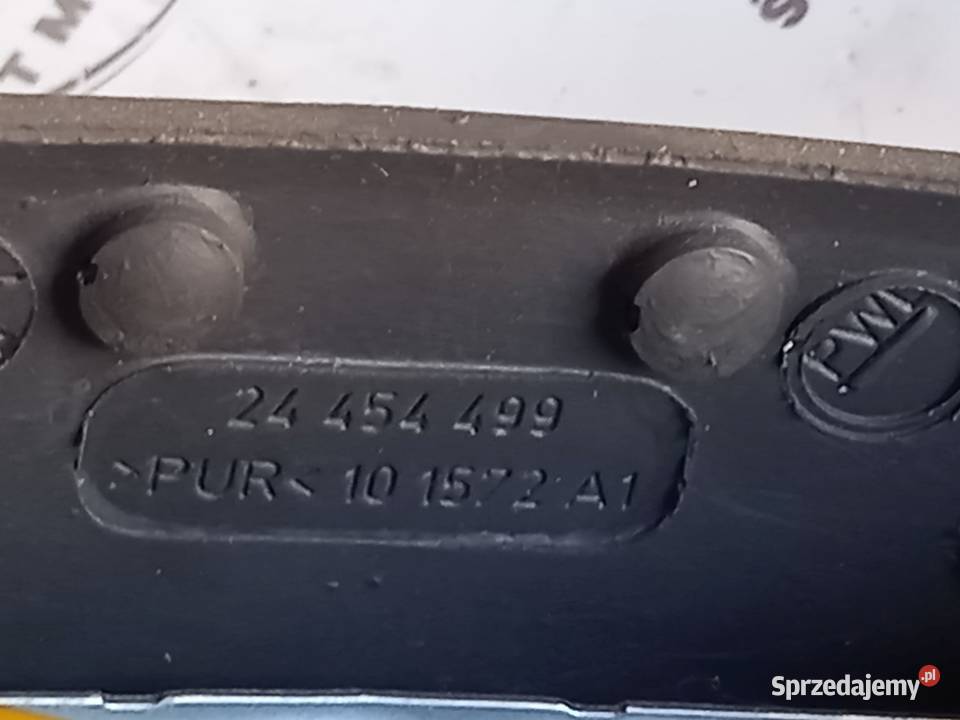 T M
S
24 454 499
>PUR< 10 1572 A1
Sprzedajemy.pl